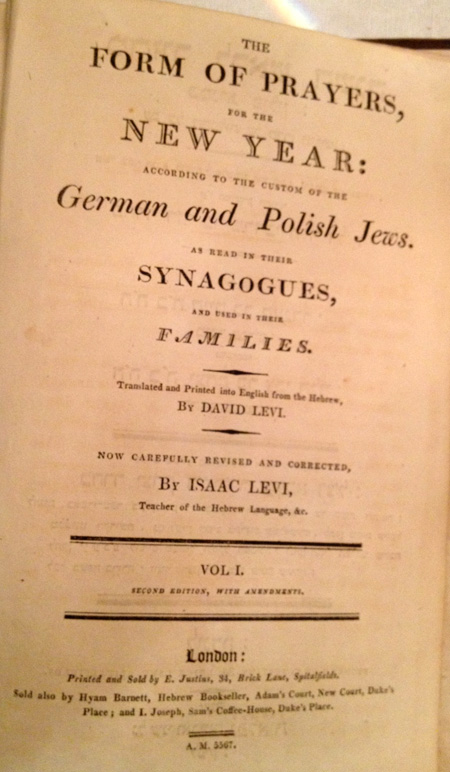 THE
FORM OF PRAYERS,
FOR THE
NEW YEAR:
ACCORDING TO THE CUSTOM OF THE
German and Polish Jews.
AS READ IN THEIR
SYNAGOGUES,
AND USED IN THEIR
FAMILIES.
Translated and Printed into English from the Hebrew,
By DAVID LEVI.
NOW CAREFULLY REVISED AND CORRECTED,
By ISAAC LEVI,
Teacher of the Hebrew Language, &c.
VOL I.
SECOND EDITION, WITH AMENDMENTS.
London:
Printed and Sold by E. Justins, 34, Brick Lane, Spitalfields.
Sold also by Hyam Barnett, Hebrew Bookseller, Adam's Court, New Court, Duke's
Place; and I. Joseph, Sam's Coffee-House, Duke's Place.
A. M. 5567.